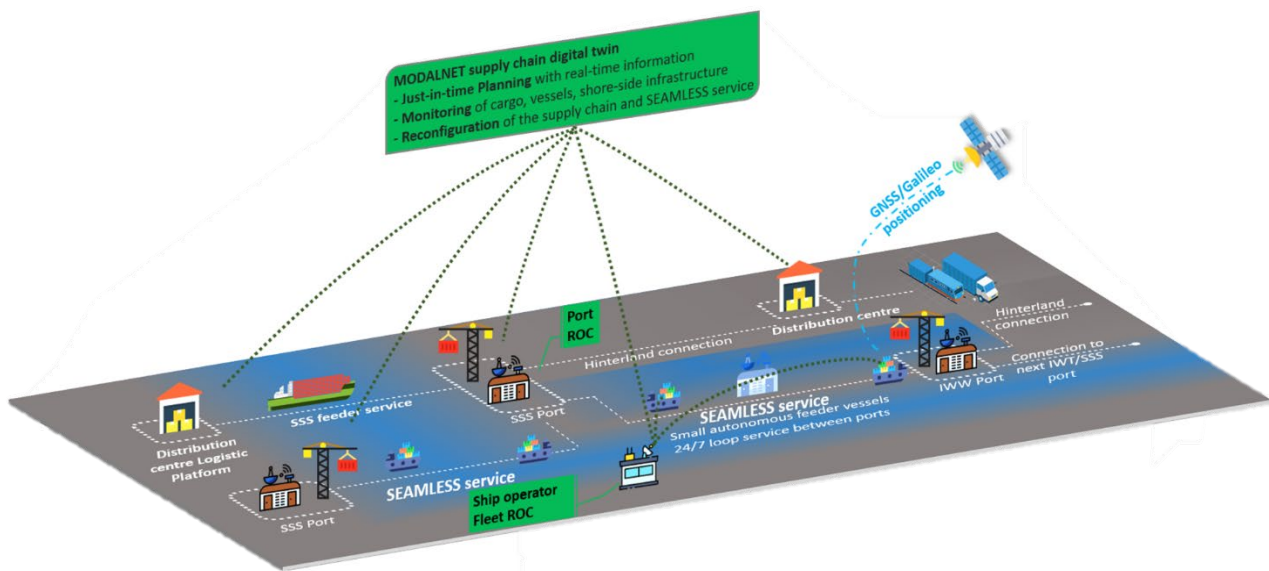 MODALNET supply chain digital twin
- Just-in-time Planning with real-time information
- Monitoring of cargo, vessels, shore-side infrastructure
- Reconfiguration of the supply chain and SEAMLESS service
GNSS/Galileo
positioning
Port
ROC
Distribution centre
Hinterland
connection
Hinterland connection
Connection to
next IWT/SSS
port
IWW Port
SSS Port
SSS feeder service
SEAMLESS service
Small autonomous feeder vessels
24/7 loop service between ports
Distribution
centre Logistic
Platform
SEAMLESS service
SSS Port
Ship operator
Fleet ROC